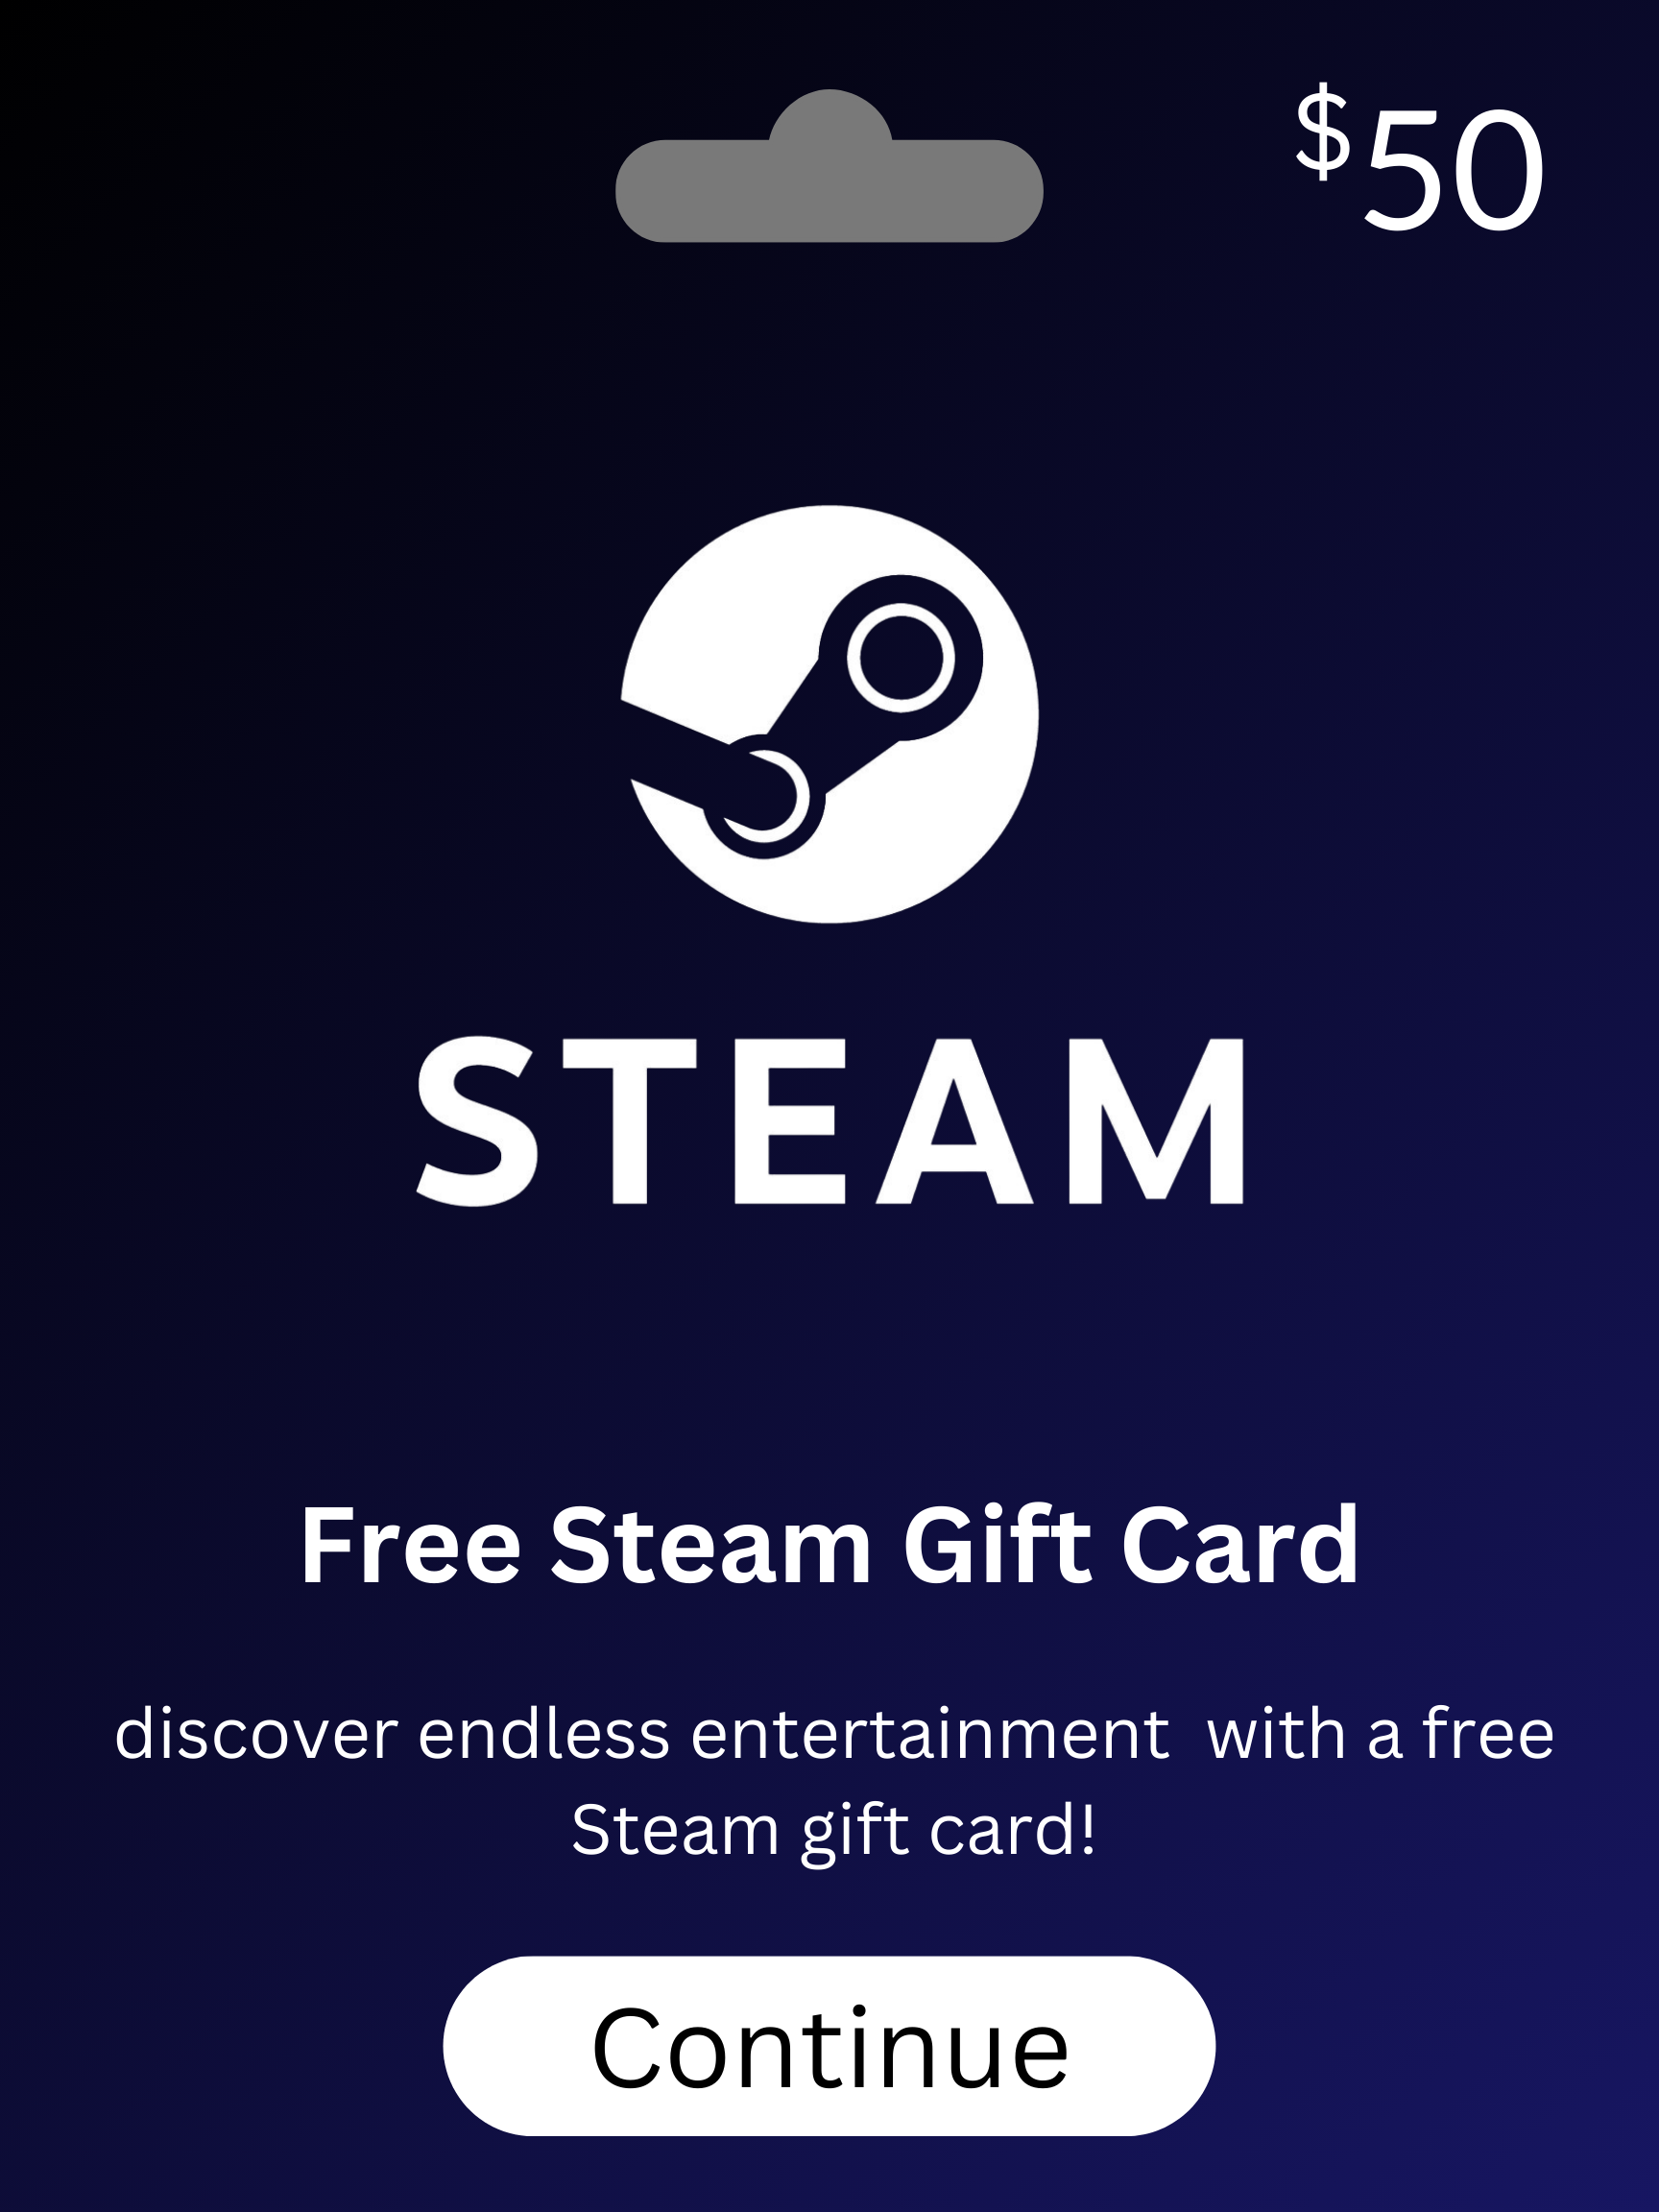 $50
STEAM
Free Steam Gift Card
discover endless entertainment  with a free
Steam gift card!
Continue